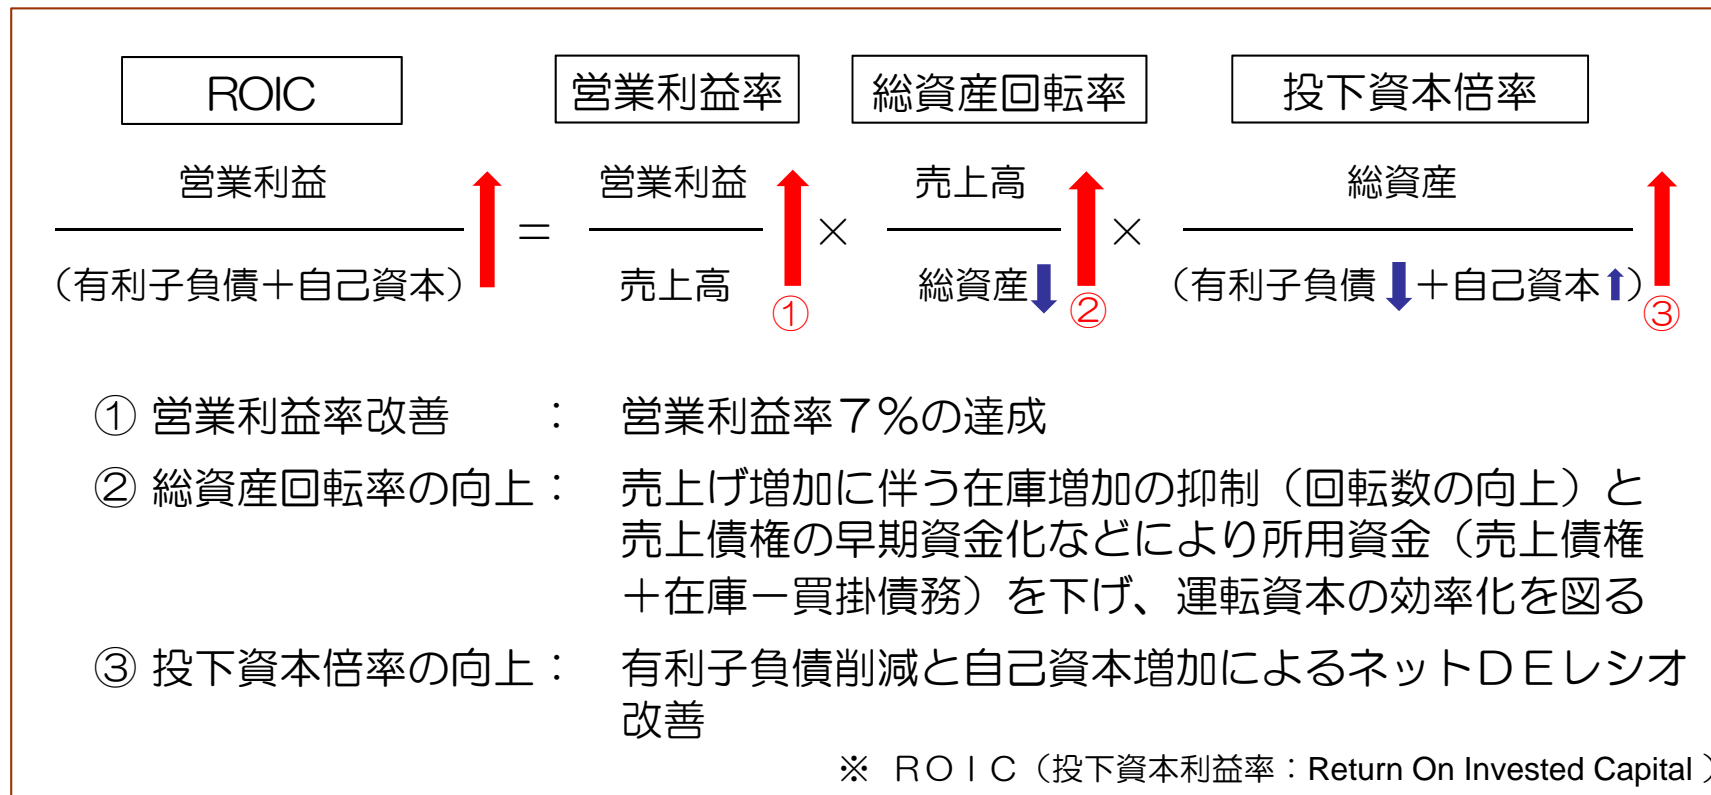 ROIC 営業利益率 総資産回転率 投下資本倍率
営業利益 営業利益 売上高 総資産
＝ × ×
（有利子負債＋自己資本） 売上高 総資産 （有利子負債 ＋自己資本 ）
① ② ③
① 営業利益率改善 ： 営業利益率７％の達成
② 総資産回転率の向上： 売上げ増加に伴う在庫増加の抑制（回転数の向上）と
売上債権の早期資金化などにより所用資金（売上債権
＋在庫－買掛債務）を下げ、運転資本の効率化を図る
③ 投下資本倍率の向上： 有利子負債削減と自己資本増加によるネットＤＥレシオ
改善
※ ＲＯＩＣ（投下資本利益率：Return On Invested Capital ）